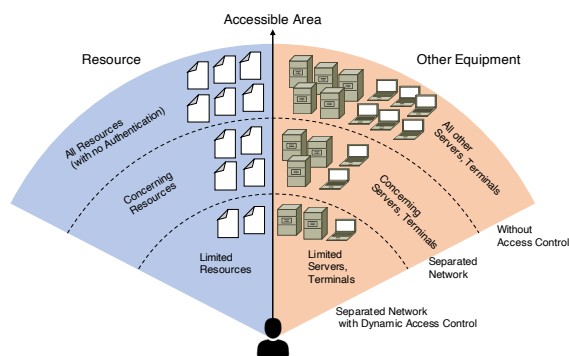 Accessible Area
Resource
Other Equipment
All Resources
(with no Authentication)
All other
Servers, Terminals
Concerning
Resources
Concerning
Servers, Terminals
Limited
Resources
Limited
Servers,
Terminals
Without
Access Control
Separated
Network
Separated Network
with Dynamic Access Control